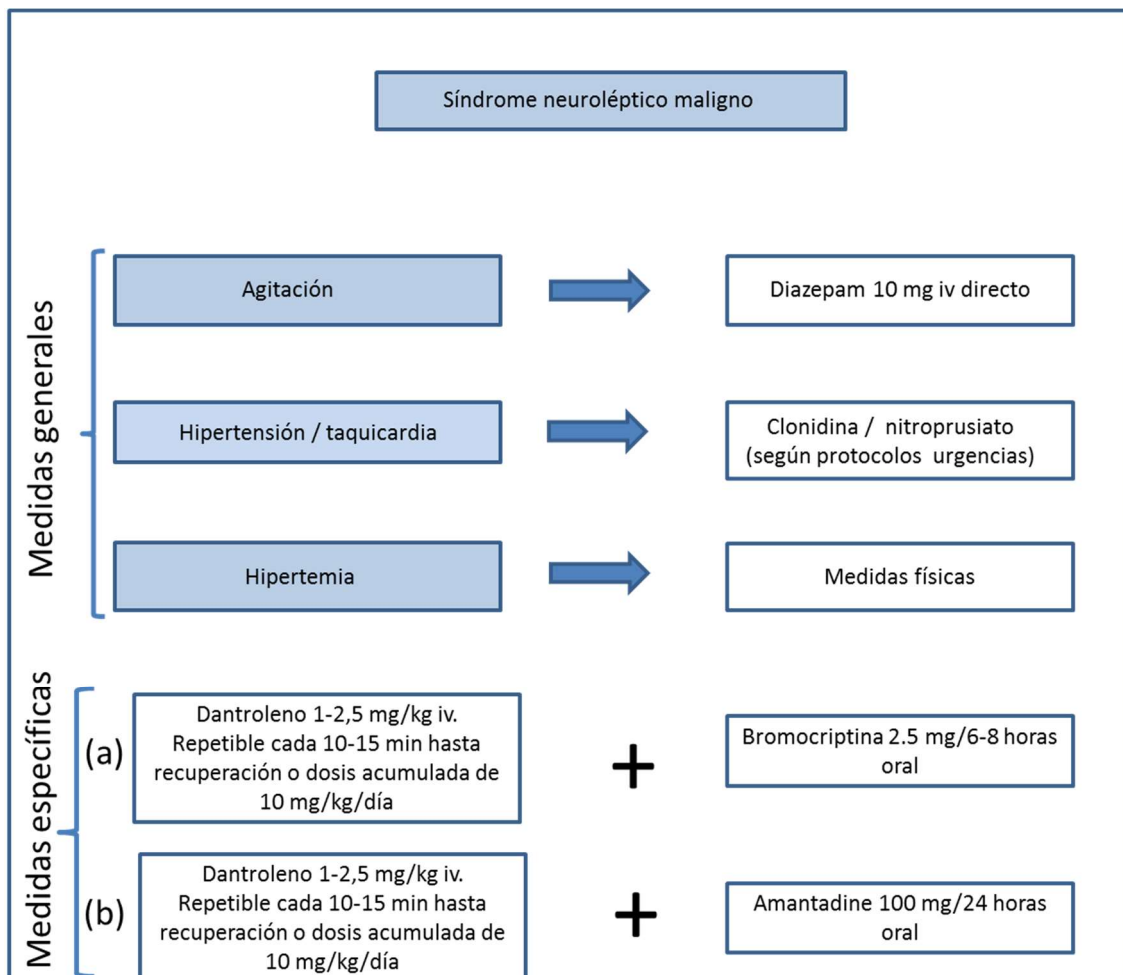 Síndrome neuroléptico maligno
Medidas generales
Agitación
Diazepam 10 mg iv directo
Hipertensión / taquicardia
Clonidina / nitroprusiato
(según protocolos urgencias)
Hipertemia
Medidas físicas
Medidas específicas
(a)
Dantroleno 1-2,5 mg/kg iv.
Repetible cada 10-15 min hasta
recuperación o dosis acumulada de
10 mg/kg/día
+
Bromocriptina 2.5 mg/6-8 horas
oral
(b)
Dantroleno 1-2,5 mg/kg iv.
Repetible cada 10-15 min hasta
recuperación o dosis acumulada de
10 mg/kg/día
+
Amantadine 100 mg/24 horas
oral